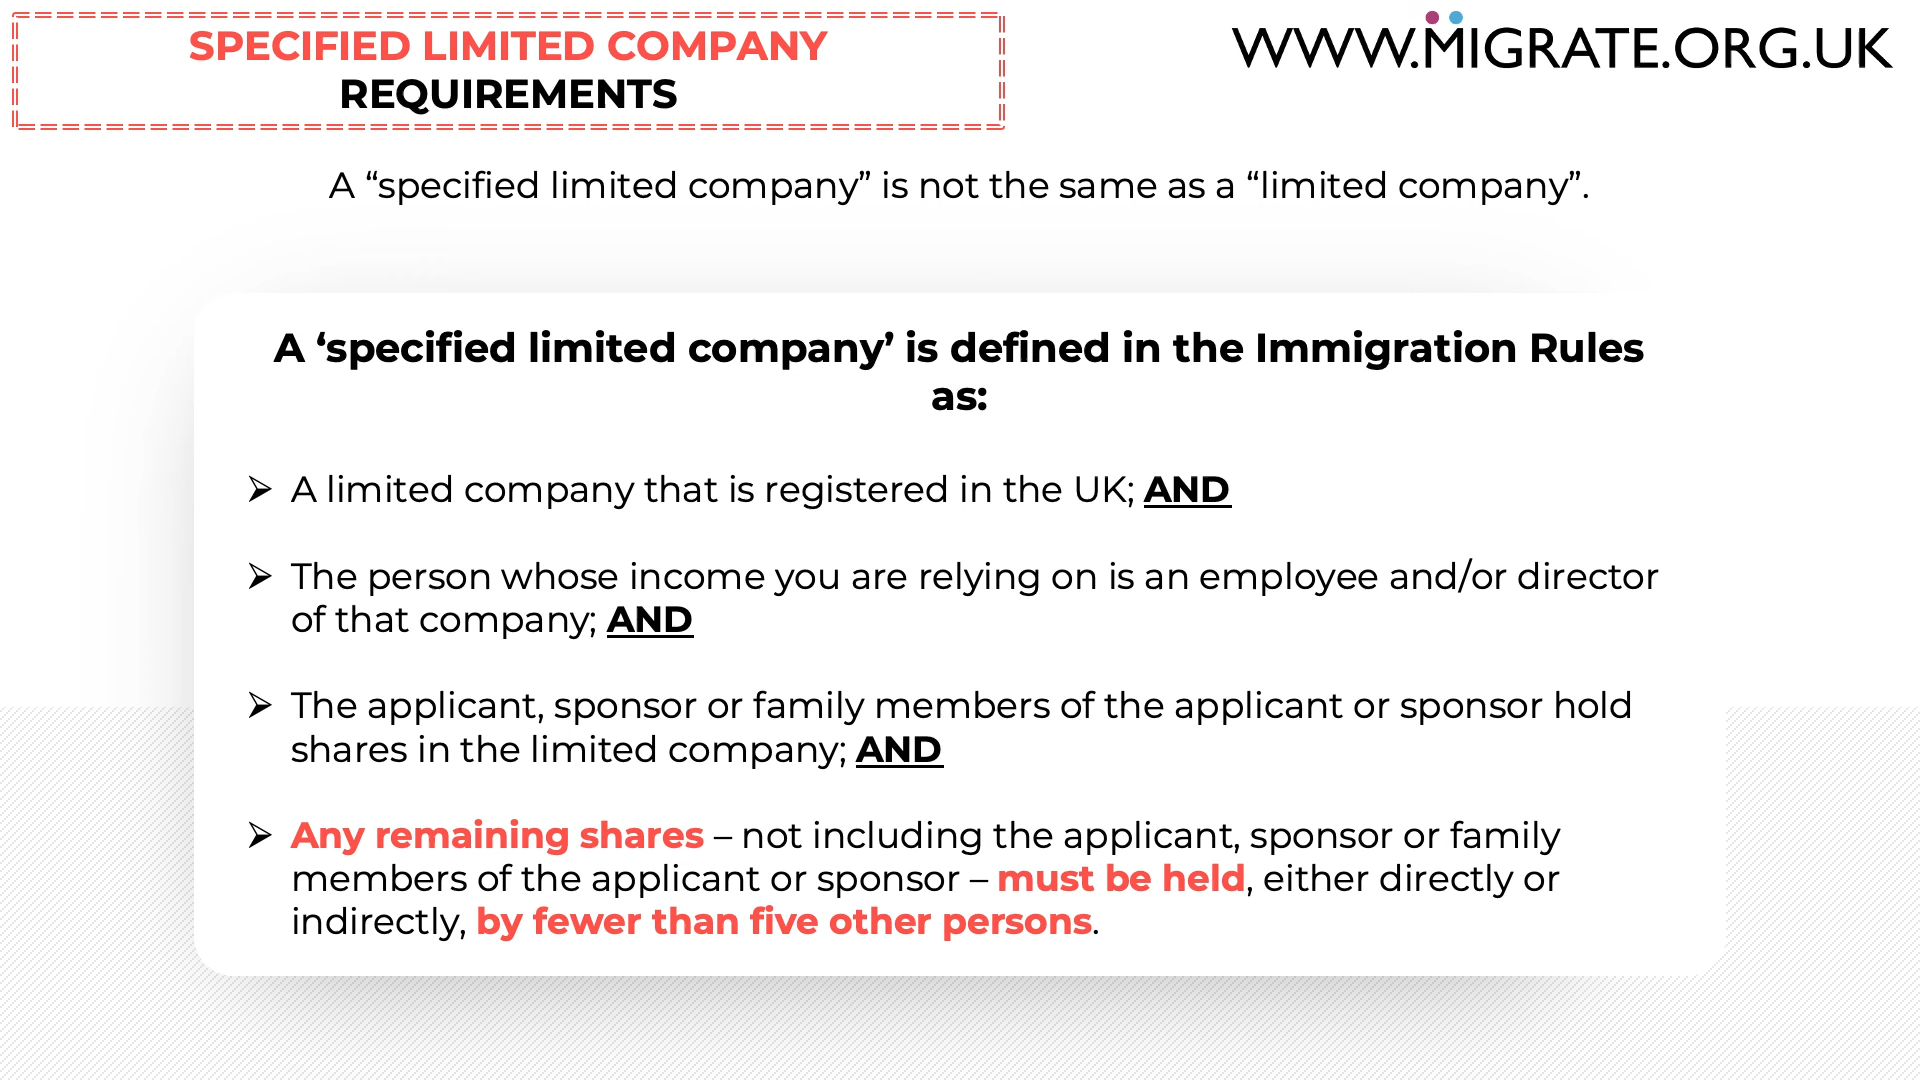 SPECIFIED LIMITED COMPANY
REQUIREMENTS
WWW.MIGRATE.ORG.UK
A “specified limited company” is not the same as a “limited company”.
A ‘specified limited company’ is defined in the Immigration Rules
as:
➢ A limited company that is registered in the UK; AND
➢ The person whose income you are relying on is an employee and/or director
of that company; AND
➢ The applicant, sponsor or family members of the applicant or sponsor hold
shares in the limited company; AND
➢ Any remaining shares – not including the applicant, sponsor or family
members of the applicant or sponsor – must be held, either directly or
indirectly, by fewer than five other persons.